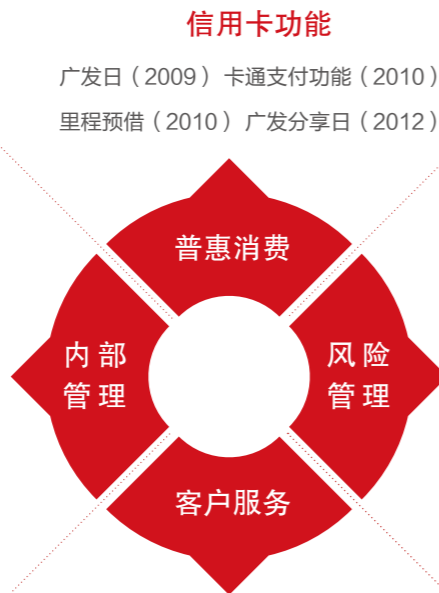 信用卡功能
广发日（2009） 卡通支付功能（2010）
里程预借（2010） 广发分享日（2012）
普惠消费
内部
管理
风险
管理
客户服务